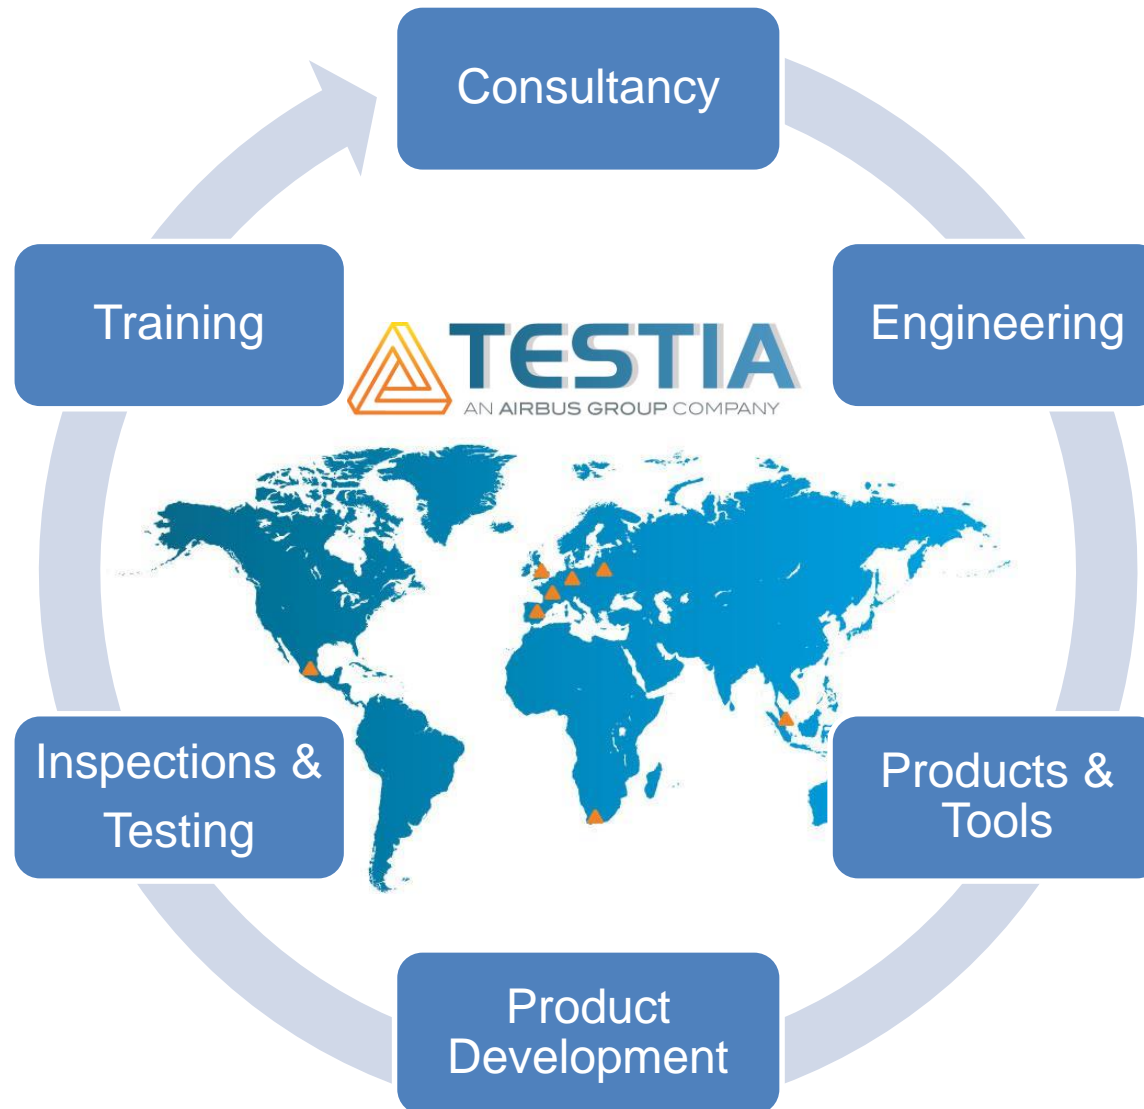 Consultancy
Training
Engineering
TESTIA
AN AIRBUS GROUP COMPANY
Inspections &
Testing
Products &
Tools
Product
Development